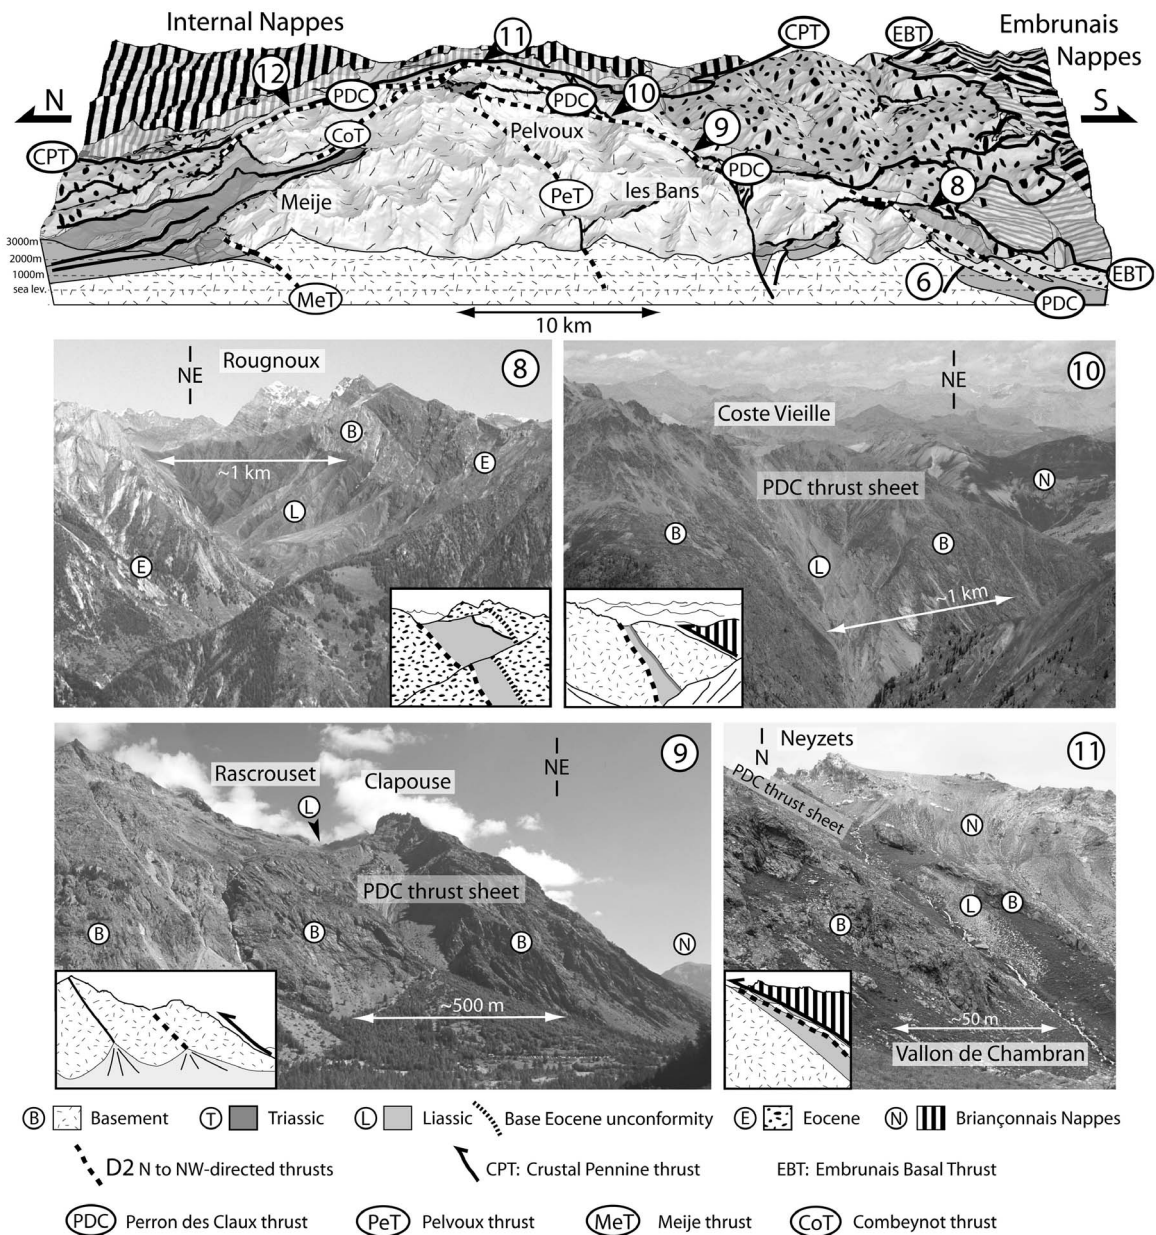 Internal Nappes
Embrunais
Nappes
11
CPT
EBT
12
PDC
PDC
10
N
S
CPT
CoT
Pelvoux
9
PDC
8
Meije
PeT
les Bans
3000m
2000m
1000m
sea lev.
MeT
6
EBT
PDC
10 km
Rougnoux
NE
8
B
E
~1 km
L
E
NE
10
Coste Vieille
PDC thrust sheet
N
B
B
L
~1 km
NE
9
Rascrouset
Clapouse
L
PDC thrust sheet
B
B
B
N
~500 m
N
Neyzets
11
PDC thrust sheet
N
B
L
B
~50 m
Vallon de Chambran
B Basement T Triassic L Liassic Base Eocene unconformity E Eocene N Briançonnais Nappes
D2 N to NW-directed thrusts CPT: Crustal Pennine thrust EBT: Embrunais Basal Thrust
PDC Perron des Claux thrust PeT Pelvoux thrust MeT Meije thrust CoT Combeynot thrust